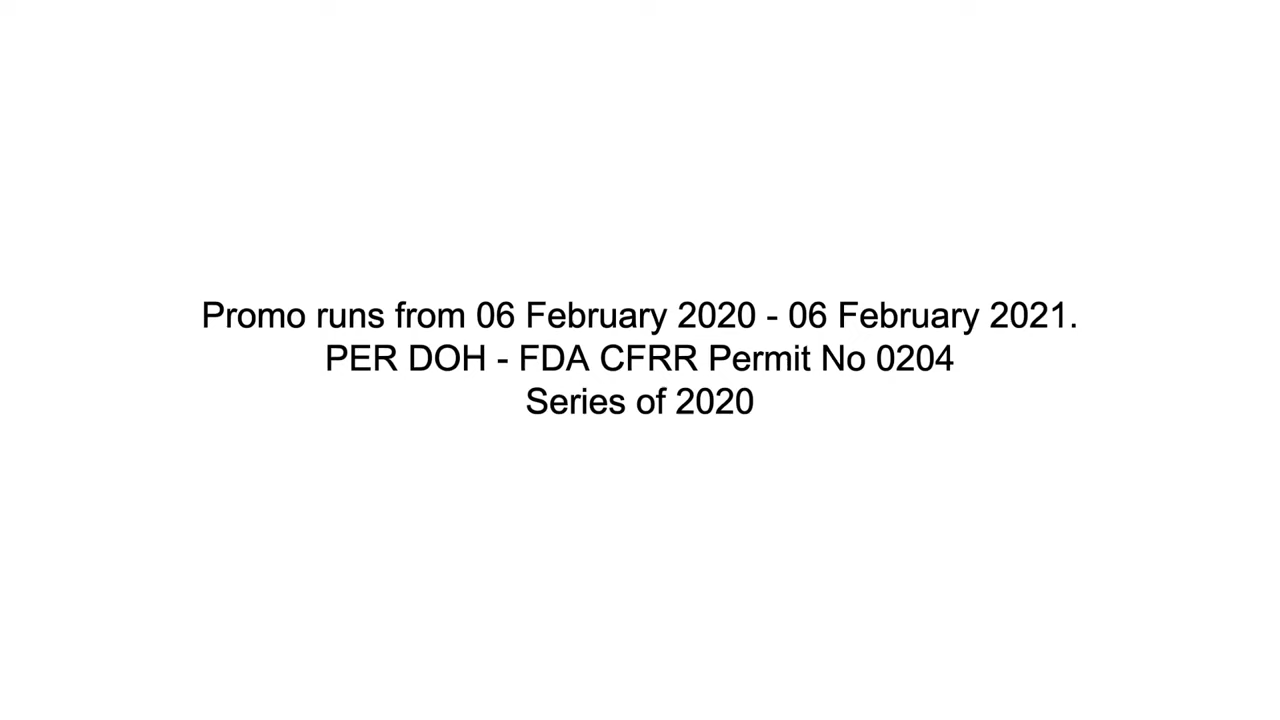 Promo runs from 06 February 2020 - 06 February 2021.
PER DOH - FDA CFRR Permit No 0204
Series of 2020